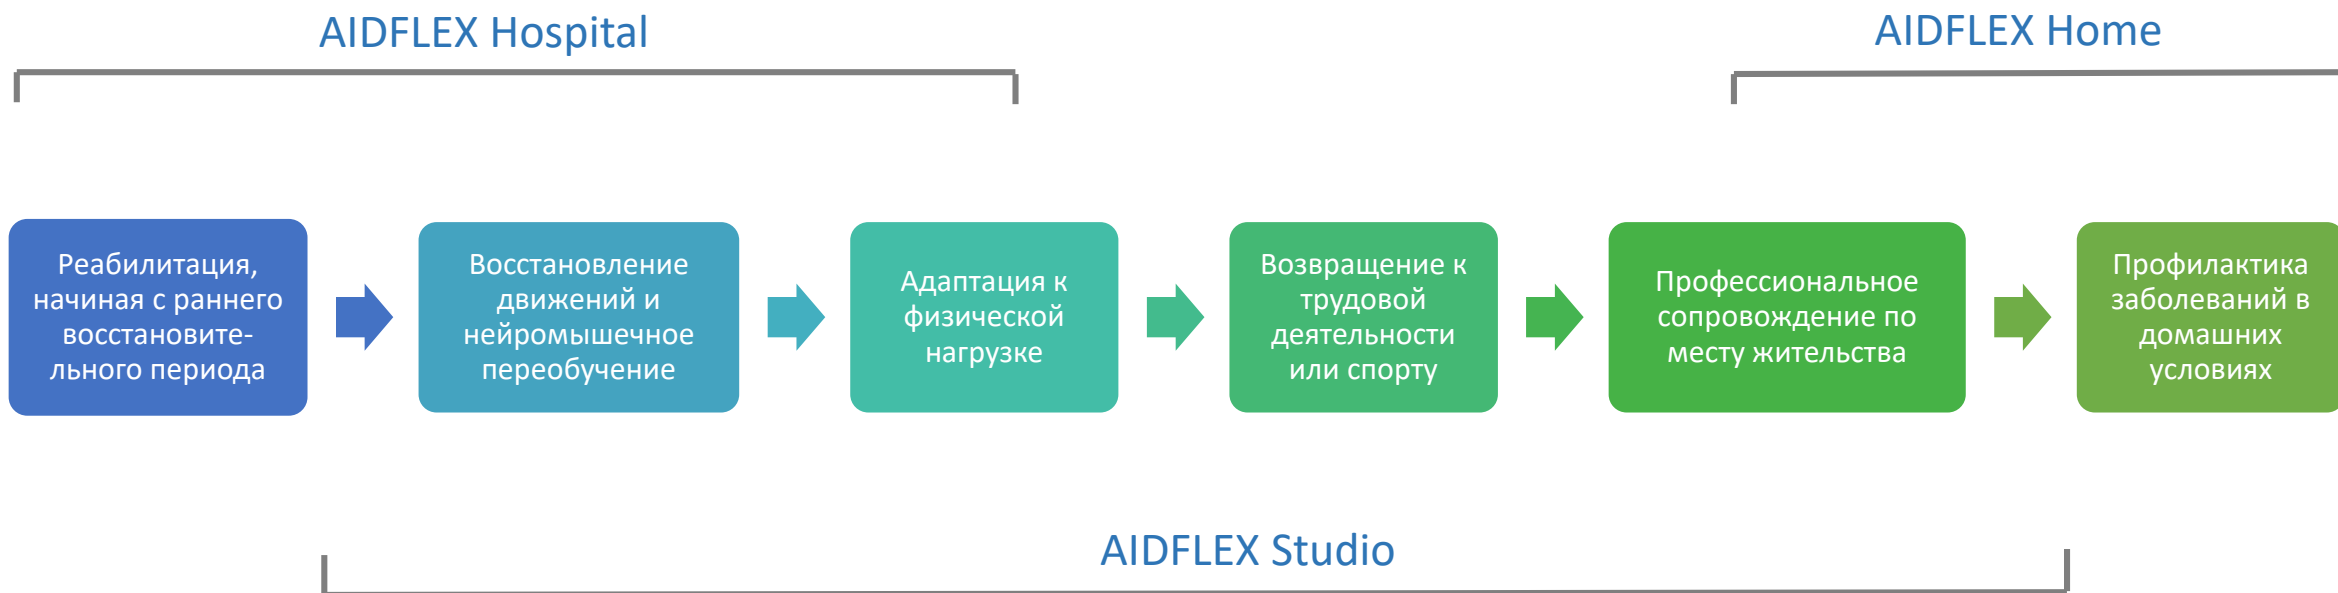 AIDFLEX Hospital
AIDFLEX Home
Реабилитация,
начиная с раннего
восстановите-
льного периода
Восстановление
движений и
нейромышечное
переобучение
Адаптация к
физической
нагрузке
Возвращение к
трудовой
деятельности
или спорту
Профессиональное
сопровождение по
месту жительства
Профилактика
заболеваний в
домашних
условиях
AIDFLEX Studio